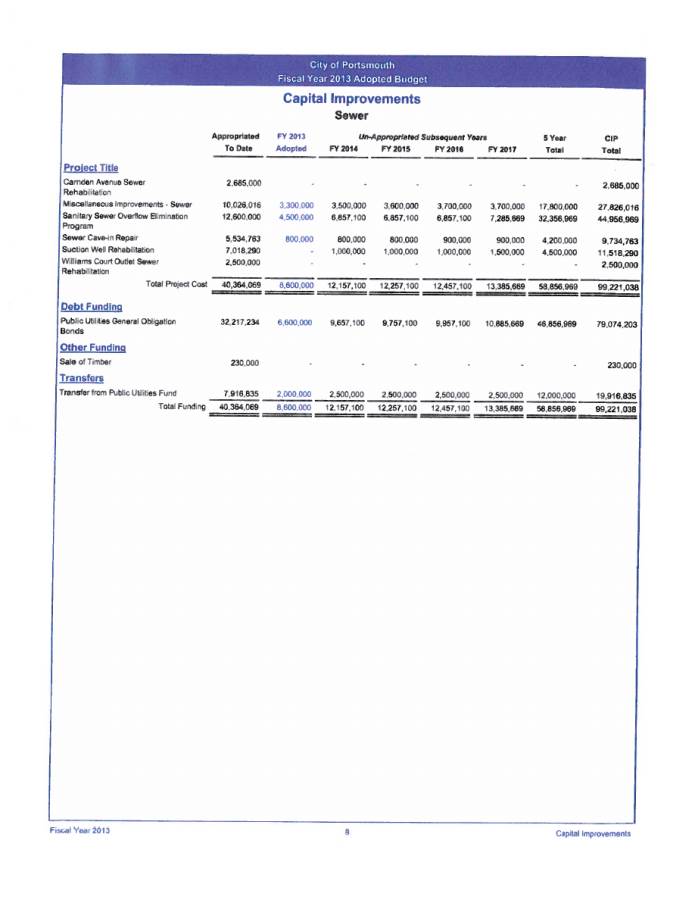 City of Portsmouth
Fiscal Year 2013 Adopted Budget
Capital Improvements
Sewer
Appropriated FY 2013 Un-Appropriated Subsequent Years 5 Year CIP
To Date Adopted FY 2014 FY 2015 FY 2016 FY 2017 Total Total
Project Title
Camden Avenue Sewer 2,685,000 - - - - - - 2,685,000
Rehabilitation
Miscellaneous Improvements - Sewer 10,026,016 3,300,000 3,500,000 3,600,000 3,700,000 3,700,000 17,800,000 27,826,016
Sanitary Sewer Overflow Elimination 12,600,000 4,500,000 6,857,100 6,857,100 6,857,100 7,285,669 32,356,969 44,956,969
Program
Sewer Cave-in Repair 5,534,763 800,000 800,000 800,000 900,000 900,000 4,200,000 9,734,763
Suction Well Rehabilitation 7,018,290 - 1,000,000 1,000,000 1,000,000 1,500,000 4,500,000 11,518,290
Williams Court Outlet Sewer 2,500,000 - - - - - - 2,500,000
Rehabilitation
Total Project Cost 40,364,069 8,600,000 12,157,100 12,257,100 12,457,100 13,385,669 58,856,969 99,221,038
Debt Funding
Public Utilities General Obligation 32,217,234 6,600,000 9,657,100 9,757,100 9,957,100 10,885,669 46,856,969 79,074,203
Bonds
Other Funding
Sale of Timber 230,000 - - - - - - 230,000
Transfers
Transfer from Public Utilities Fund 7,916,835 2,000,000 2,500,000 2,500,000 2,500,000 2,500,000 12,000,000 19,916,835
Total Funding 40,364,069 8,600,000 12,157,100 12,257,100 12,457,100 13,385,669 58,856,969 99,221,038
Fiscal Year 2013 8 Capital Improvements